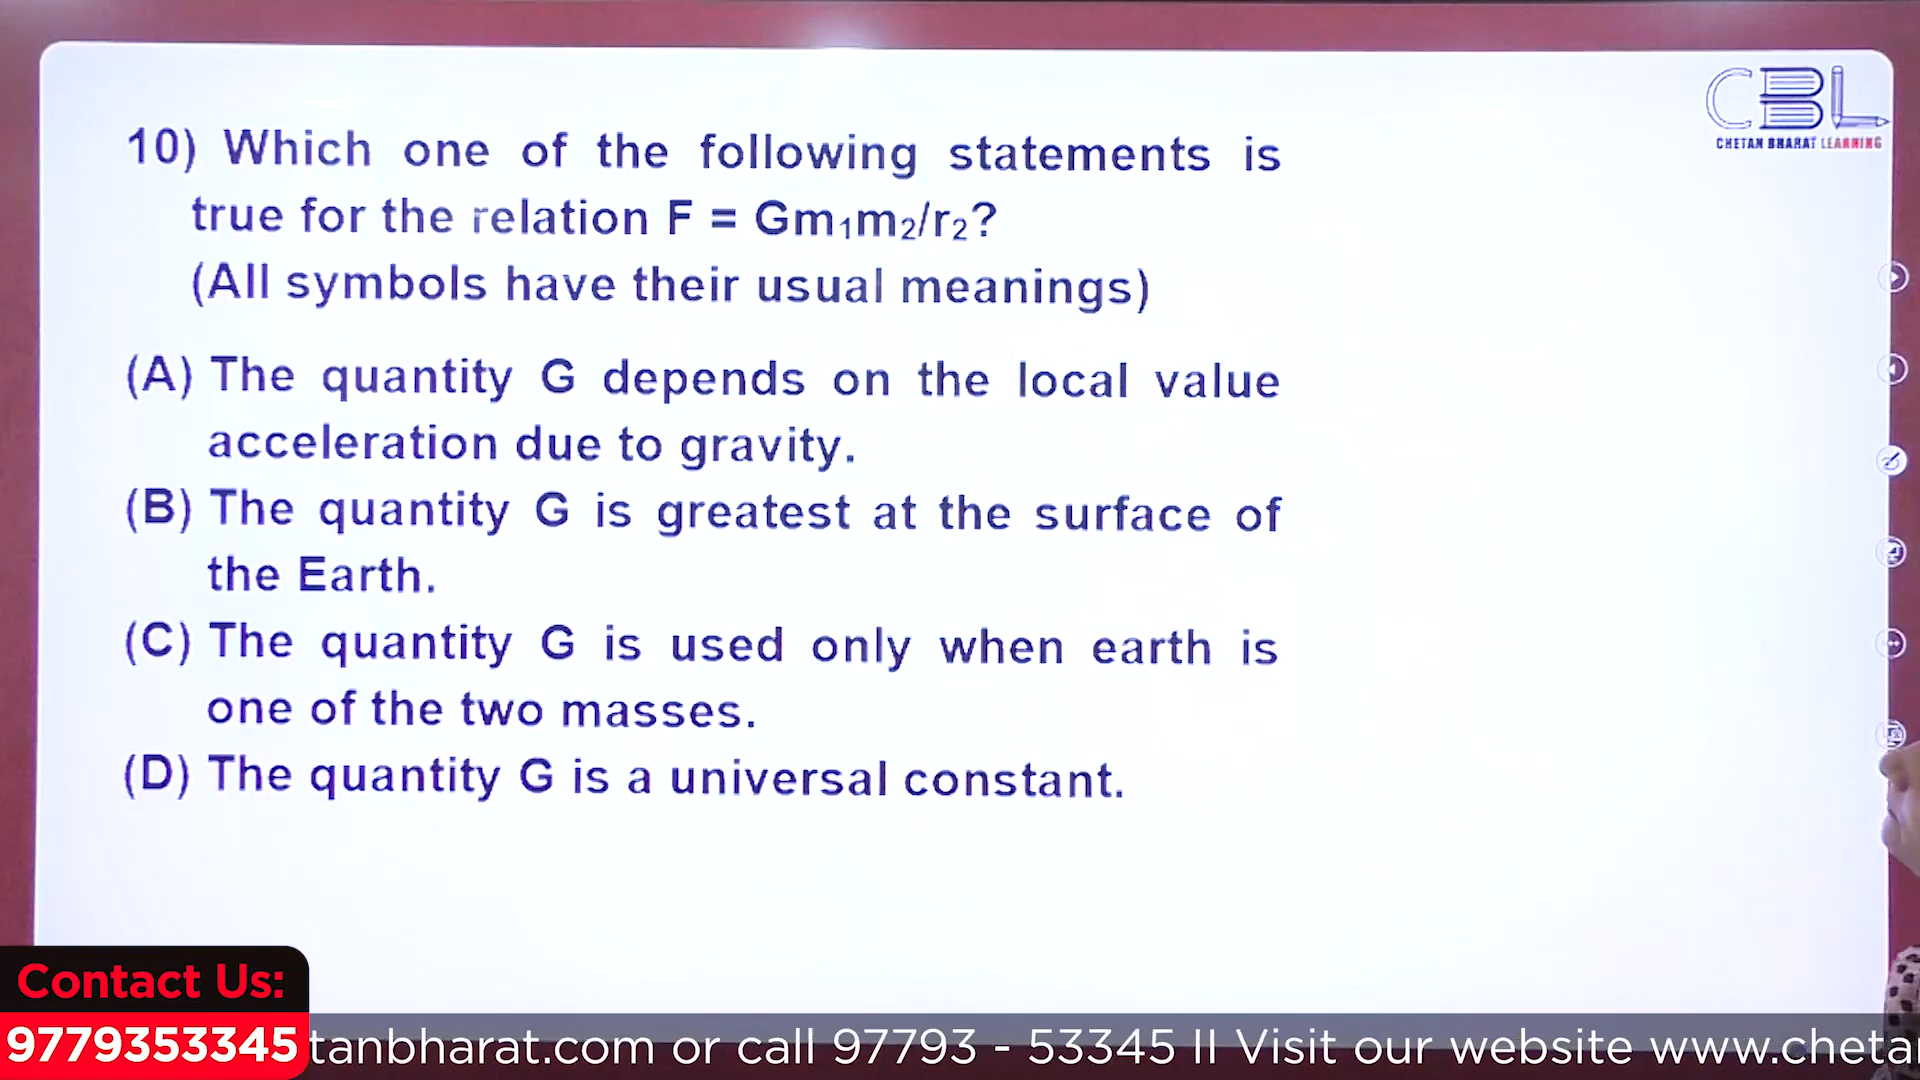 CBL
CHETAN BHARAT LEARNING
10) Which one of the following statements is
true for the relation F = Gm₁m₂/r₂?
(All symbols have their usual meanings)
(A) The quantity G depends on the local value
acceleration due to gravity.
(B) The quantity G is greatest at the surface of
the Earth.
(C) The quantity G is used only when earth is
one of the two masses.
(D) The quantity G is a universal constant.
Contact Us:
9779353345
tanbharat.com or call 97793 - 53345 II Visit our website www.cheta